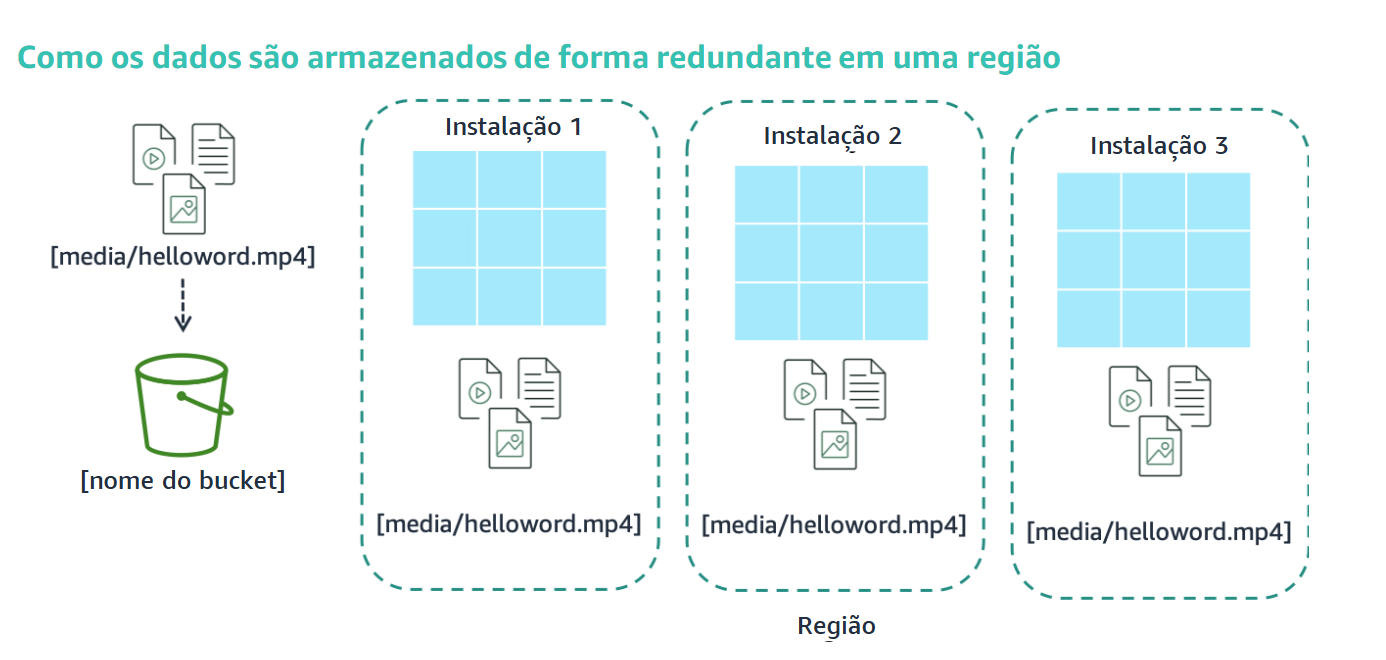 Como os dados são armazenados de forma redundante em uma região
[media/helloword.mp4]
[nome do bucket]
Instalação 1
[media/helloword.mp4]
Instalação 2
[media/helloword.mp4]
Instalação 3
[media/helloword.mp4]
Região